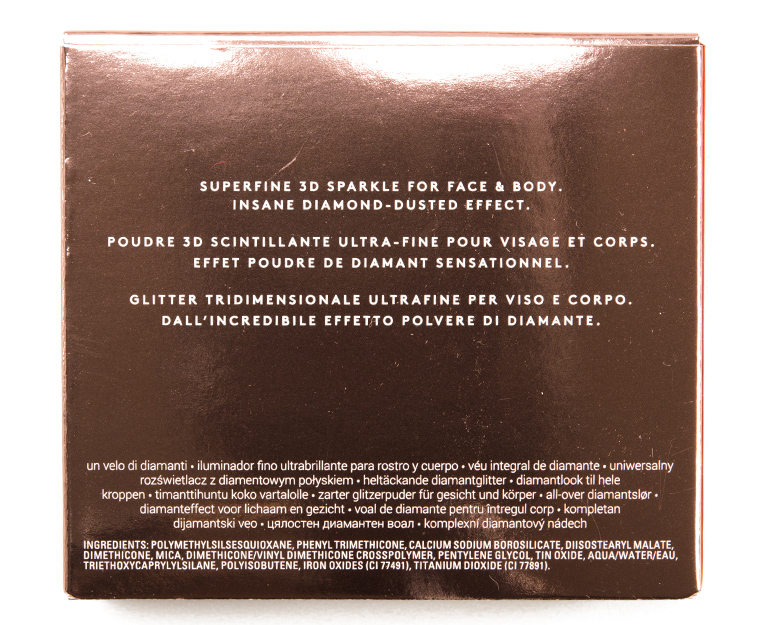 SUPERFINE 3D SPARKLE FOR FACE & BODY.
INSANE DIAMOND-DUSTED EFFECT.
POUDRE 3D SCINTILLANTE ULTRA-FINE POUR VISAGE ET CORPS.
EFFET POUDRE DE DIAMANT SENSATIONNEL.
GLITTER TRIDIMENSIONALE ULTRAFINE PER VISO E CORPO.
DALL'INCREDIBILE EFFETTO POLVERE DI DIAMANTE.
un velo di diamanti • iluminador fino ultrabrillante para rostro y cuerpo • véu integral de diamante • uniwersalny
rozświetlacz z diamentowym połyskiem • heltäckande diamantglitter • diamantlook til hele
kroppen • timanttihuntu koko vartalolle • zarter glitzerpuder für gesicht und körper • all-over diamantslør •
diamanteffect voor lichaam en gezicht • voal de diamante pentru întregul corp • kompletan
dijamantski veo • цялостен диамантен воал • komplexní diamantový nádech
INGREDIENTS: POLYMETHYLSILSESQUIOXANE, PHENYL TRIMETHICONE, CALCIUM SODIUM BOROSILICATE, DIISOSTEARYL MALATE,
DIMETHICONE, MICA, DIMETHICONE/VINYL DIMETHICONE CROSSPOLYMER, PENTYLENE GLYCOL, TIN OXIDE, AQUA/WATER/EAU,
TRIETHOXYCAPRYLYLSILANE, POLYISOBUTENE, IRON OXIDES (CI 77491), TITANIUM DIOXIDE (CI 77891).